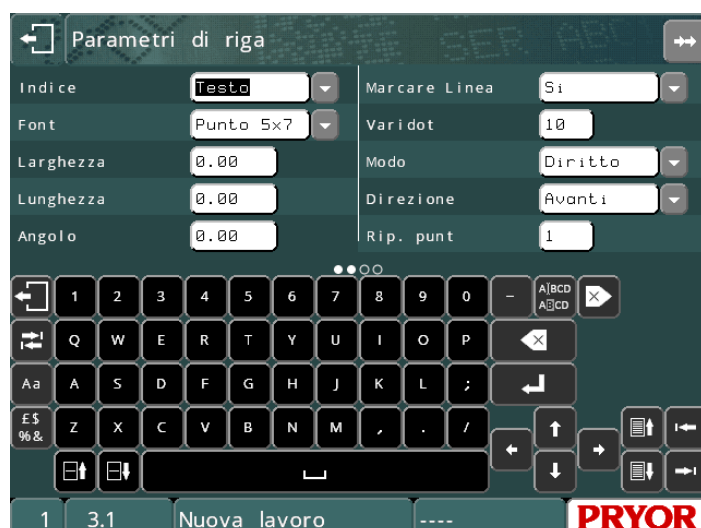 Parametri di riga
Indice Testo Marcare Linea Si
Font Punto 5x7 Varidot 10
Larghezza 0.00 Modo Diritto
Lunghezza 0.00 Direzione Avanti
Angolo 0.00 Rip. punt 1
1 2 3 4 5 6 7 8 9 0 - A[BCD
Q W E R T Y U I O P
Aa A S D F G H J K L ;
£$
%& Z X C V B N M , . /
1 3.1 Nuova lavoro ---- PRYOR